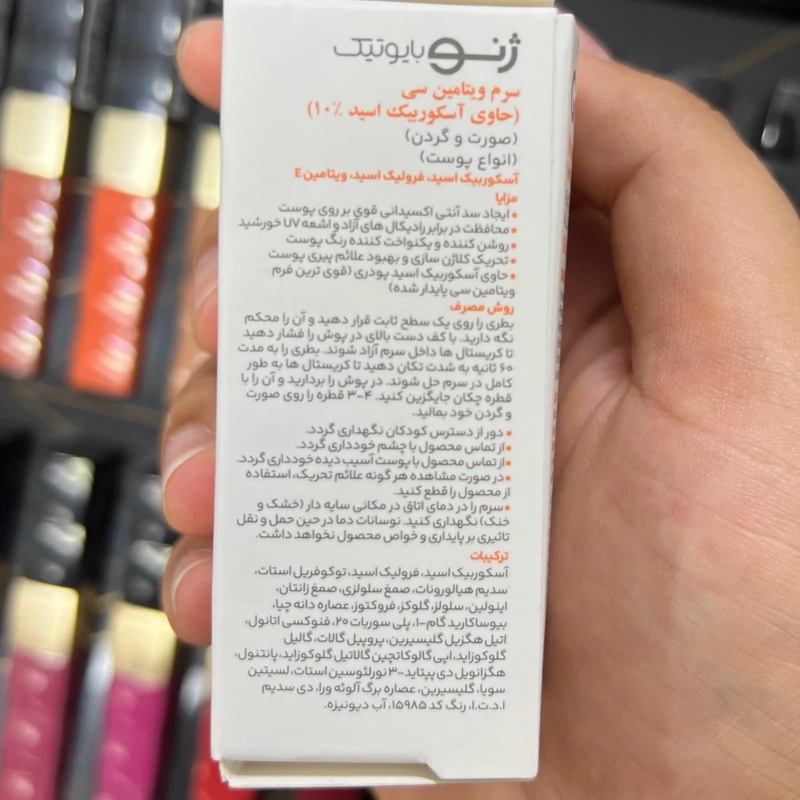 ژنو بایوتیک
سرم ویتامین سی
(حاوی آسکوربیک اسید ۱۰٪)
(صورت و گردن)
(انواع پوست)
آسکوربیک اسید، فرولیک اسید، ویتامین E
مزایا
• ایجاد سد آنتی اکسیدانی قوی بر روی پوست
• محافظت در برابر رادیکال های آزاد و اشعه UV خورشید
• روشن کننده و یکنواخت کننده رنگ پوست
• تحریک کلاژن سازی و بهبود علائم پیری پوست
• حاوی آسکوربیک اسید پودری (قوی ترین فرم
ویتامین سی پایدار شده)
روش مصرف
بطری را روی یک سطح ثابت قرار دهید و آن را محکم
نگه دارید. با کف دست بالای در پوش را فشار دهید
تا کریستال ها داخل سرم آزاد شوند. بطری را به مدت
۶۰ ثانیه به شدت تکان دهید تا کریستال ها به طور
کامل در سرم حل شوند. در پوش را بردارید و آن را با
قطره چکان جایگزین کنید. ۴-۳ قطره را روی صورت
و گردن خود بمالید.
• دور از دسترس کودکان نگهداری گردد.
• از تماس محصول با چشم خودداری گردد.
• از تماس محصول با پوست آسیب دیده خودداری گردد.
• در صورت مشاهده هر گونه علائم تحریک، استفاده
از محصول را قطع کنید.
• سرم را در دمای اتاق در مکانی سایه دار (خشک و
خنک) نگهداری کنید. نوسانات دما در حین حمل و نقل
تاثیری بر پایداری و خواص محصول نخواهد داشت.
ترکیبات
آسکوربیک اسید، فرولیک اسید، توکوفریل استات،
سدیم هیالورونات، صمغ سلولزی، صمغ زانتان،
اینولین، سلولز، گلوکز، فروکتوز، عصاره دانه چیا،
بیوساکارید گام-۱، پلی سوربات ۲۰، فنوکسی اتانول،
اتیل هگزیل گلیسیرین، پروپیل گالات، گالیل
گلوکوزاید، اپی گالوکاتچین گالاتیل گلوکوزاید، پانتنول،
هگزانویل دی پپتاید-۳ نورلئوسین استات، لسیتین
سویا، گلیسیرین، عصاره برگ آلوئه ورا، دی سدیم
ا.د.ت.ا، رنگ کد ۱۵۹۸۵، آب دیونیزه.